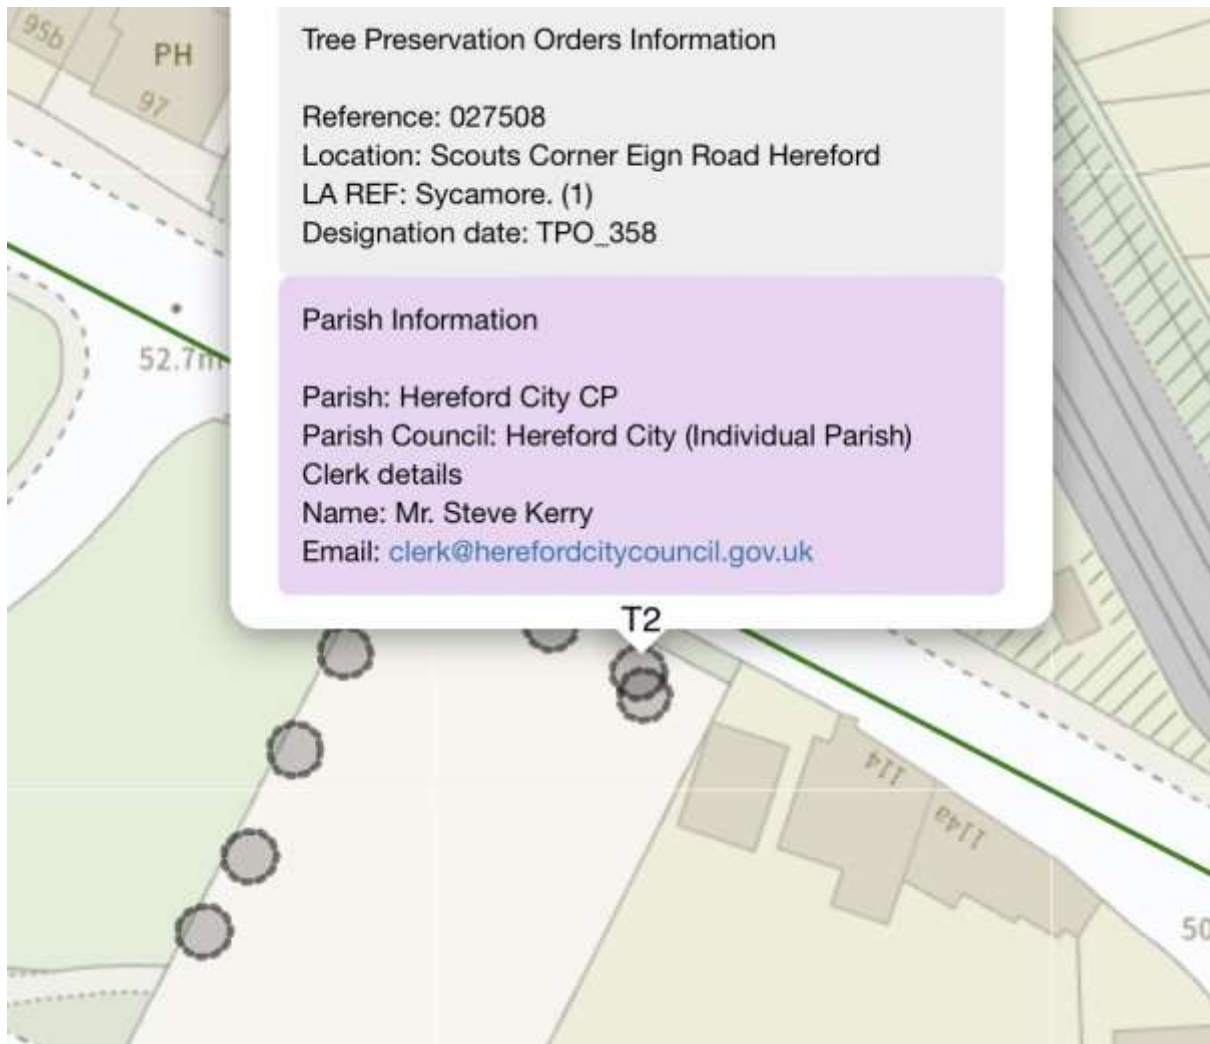 95b
PH
97
Tree Preservation Orders Information
Reference: 027508
Location: Scouts Corner Eign Road Hereford
LA REF: Sycamore. (1)
Designation date: TPO_358
52.7m
Parish Information
Parish: Hereford City CP
Parish Council: Hereford City (Individual Parish)
Clerk details
Name: Mr. Steve Kerry
Email: clerk@herefordcitycouncil.gov.uk
T2
114
114a
50